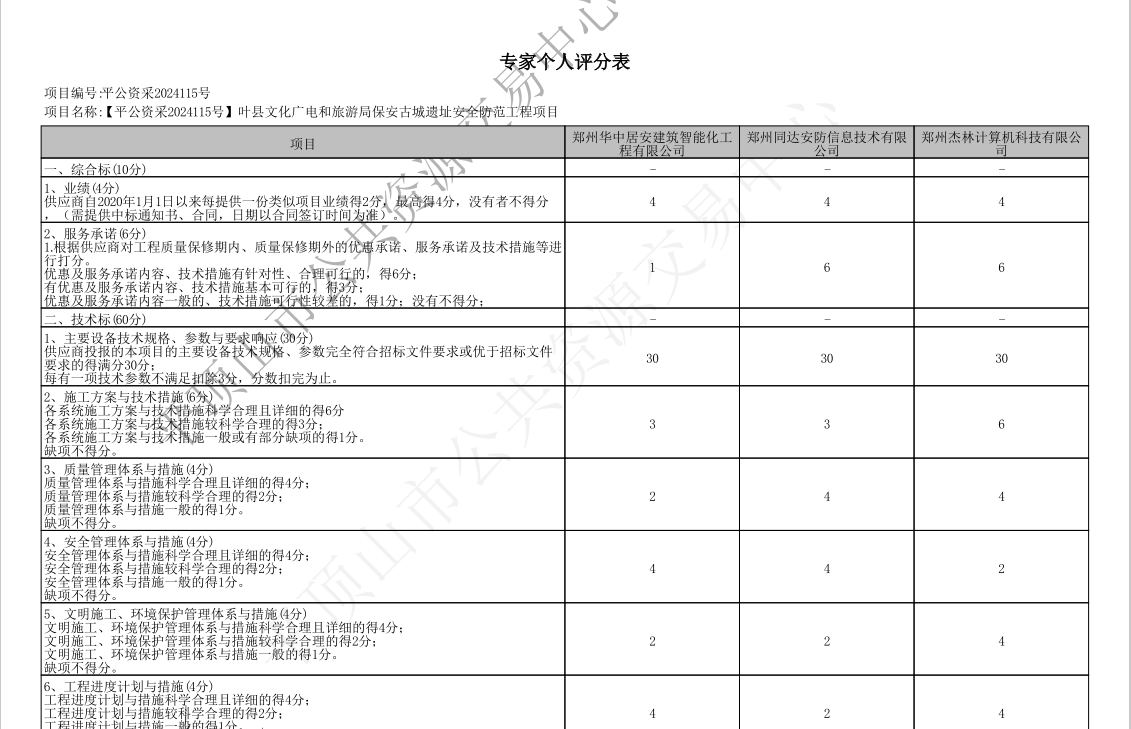 专家个人评分表
项目编号:平公资采2024115号
项目名称:【平公资采2024115号】叶县文化广电和旅游局保安古城遗址安全防范工程项目
项目
郑州华中居安建筑智能化工
程有限公司
郑州同达安防信息技术有限
公司
郑州杰林计算机科技有限公
司
一、综合标(10分)
-
-
-
1、业绩(4分)
供应商自2020年1月1日以来每提供一份类似项目业绩得2分，最高得4分，没有者不得分
，（需提供中标通知书、合同，日期以合同签订时间为准）。
4
4
4
2、服务承诺(6分)
1.根据供应商对工程质量保修期内、质量保修期外的优惠承诺、服务承诺及技术措施等进
行打分。
优惠及服务承诺内容、技术措施有针对性、合理可行的，得6分；
有优惠及服务承诺内容、技术措施基本可行的，得3分；
优惠及服务承诺内容一般的、技术措施可行性较差的，得1分；没有不得分；
1
6
6
二、技术标(60分)
-
-
-
1、主要设备技术规格、参数与要求响应(30分)
供应商投报的本项目的主要设备技术规格、参数完全符合招标文件要求或优于招标文件
要求的得满分30分；
每有一项技术参数不满足扣除3分，分数扣完为止。
30
30
30
2、施工方案与技术措施(6分)
各系统施工方案与技术措施科学合理且详细的得6分
各系统施工方案与技术措施较科学合理的得3分；
各系统施工方案与技术措施一般或有部分缺项的得1分。
缺项不得分。
3
3
6
3、质量管理体系与措施(4分)
质量管理体系与措施科学合理且详细的得4分；
质量管理体系与措施较科学合理的得2分；
质量管理体系与措施一般的得1分。
缺项不得分。
2
4
4
4、安全管理体系与措施(4分)
安全管理体系与措施科学合理且详细的得4分；
安全管理体系与措施较科学合理的得2分；
安全管理体系与措施一般的得1分。
缺项不得分。
4
4
2
5、文明施工、环境保护管理体系与措施(4分)
文明施工、环境保护管理体系与措施科学合理且详细的得4分；
文明施工、环境保护管理体系与措施较科学合理的得2分；
文明施工、环境保护管理体系与措施一般的得1分。
缺项不得分。
2
2
4
6、工程进度计划与措施(4分)
工程进度计划与措施科学合理且详细的得4分；
工程进度计划与措施较科学合理的得2分；
工程进度计划与措施一般的得1分。
4
2
4
平顶山市公共资源交易中心
顶山市公共资源交易中心